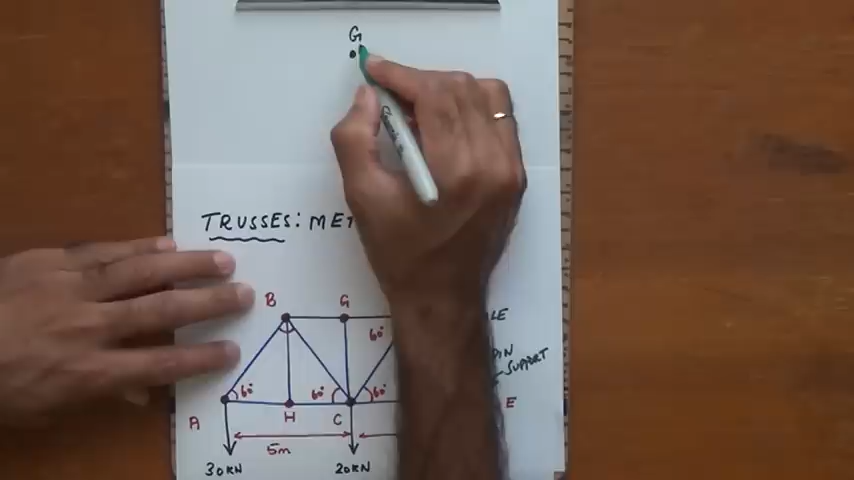 G
TRUSSES: MET
B G LE
60° PIN
SUPPORT
60° 60° 60° E
A H C
5m
30KN 20KN